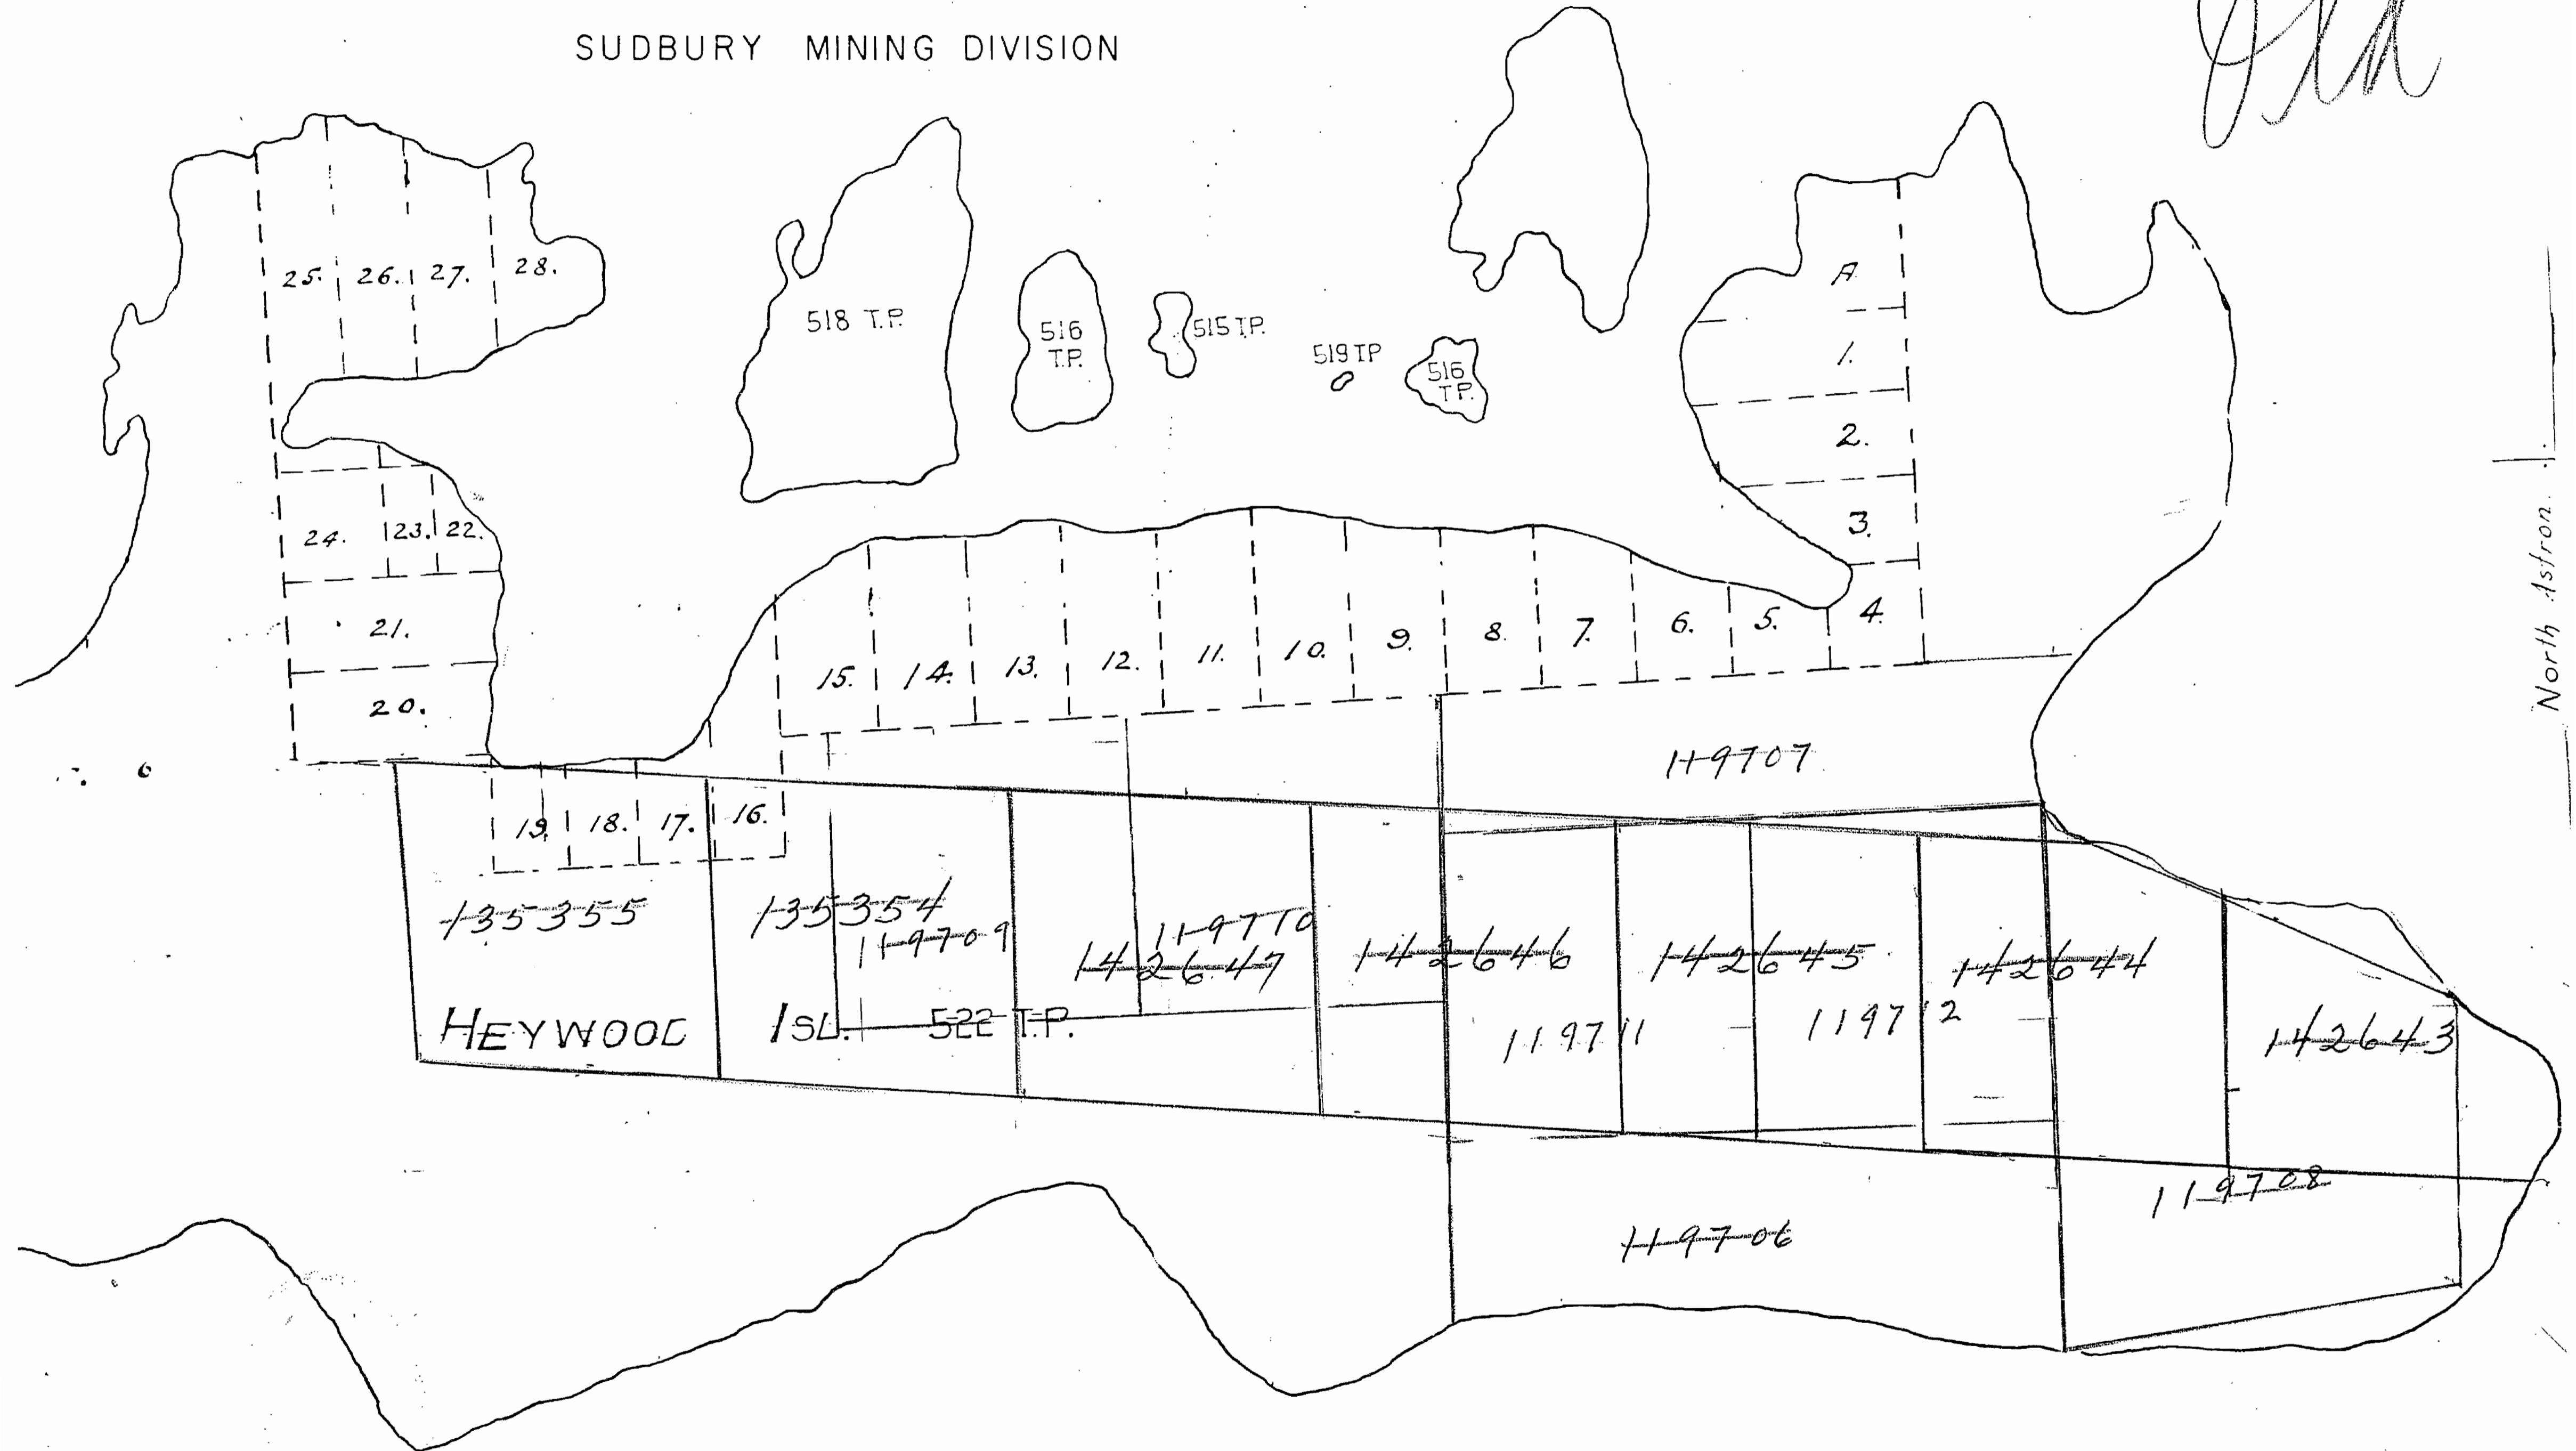 Old
SUDBURY MINING DIVISION
25. 26. 27. 28.
518 T.P.
516
T.P.
515 T.P.
519 TP
516
T.P.
A
1.
2.
3.
4.
24. 23. 22.
21.
20.
15. 14. 13. 12. 11. 10. 9. 8. 7. 6. 5.
North Astron.
119707
19. 18. 17. 16.
135355
135354
119709
119710
142647
142646
142645
142644
142643
HEYWOOD ISL. 522 T.P.
119711
119712
119708
119706